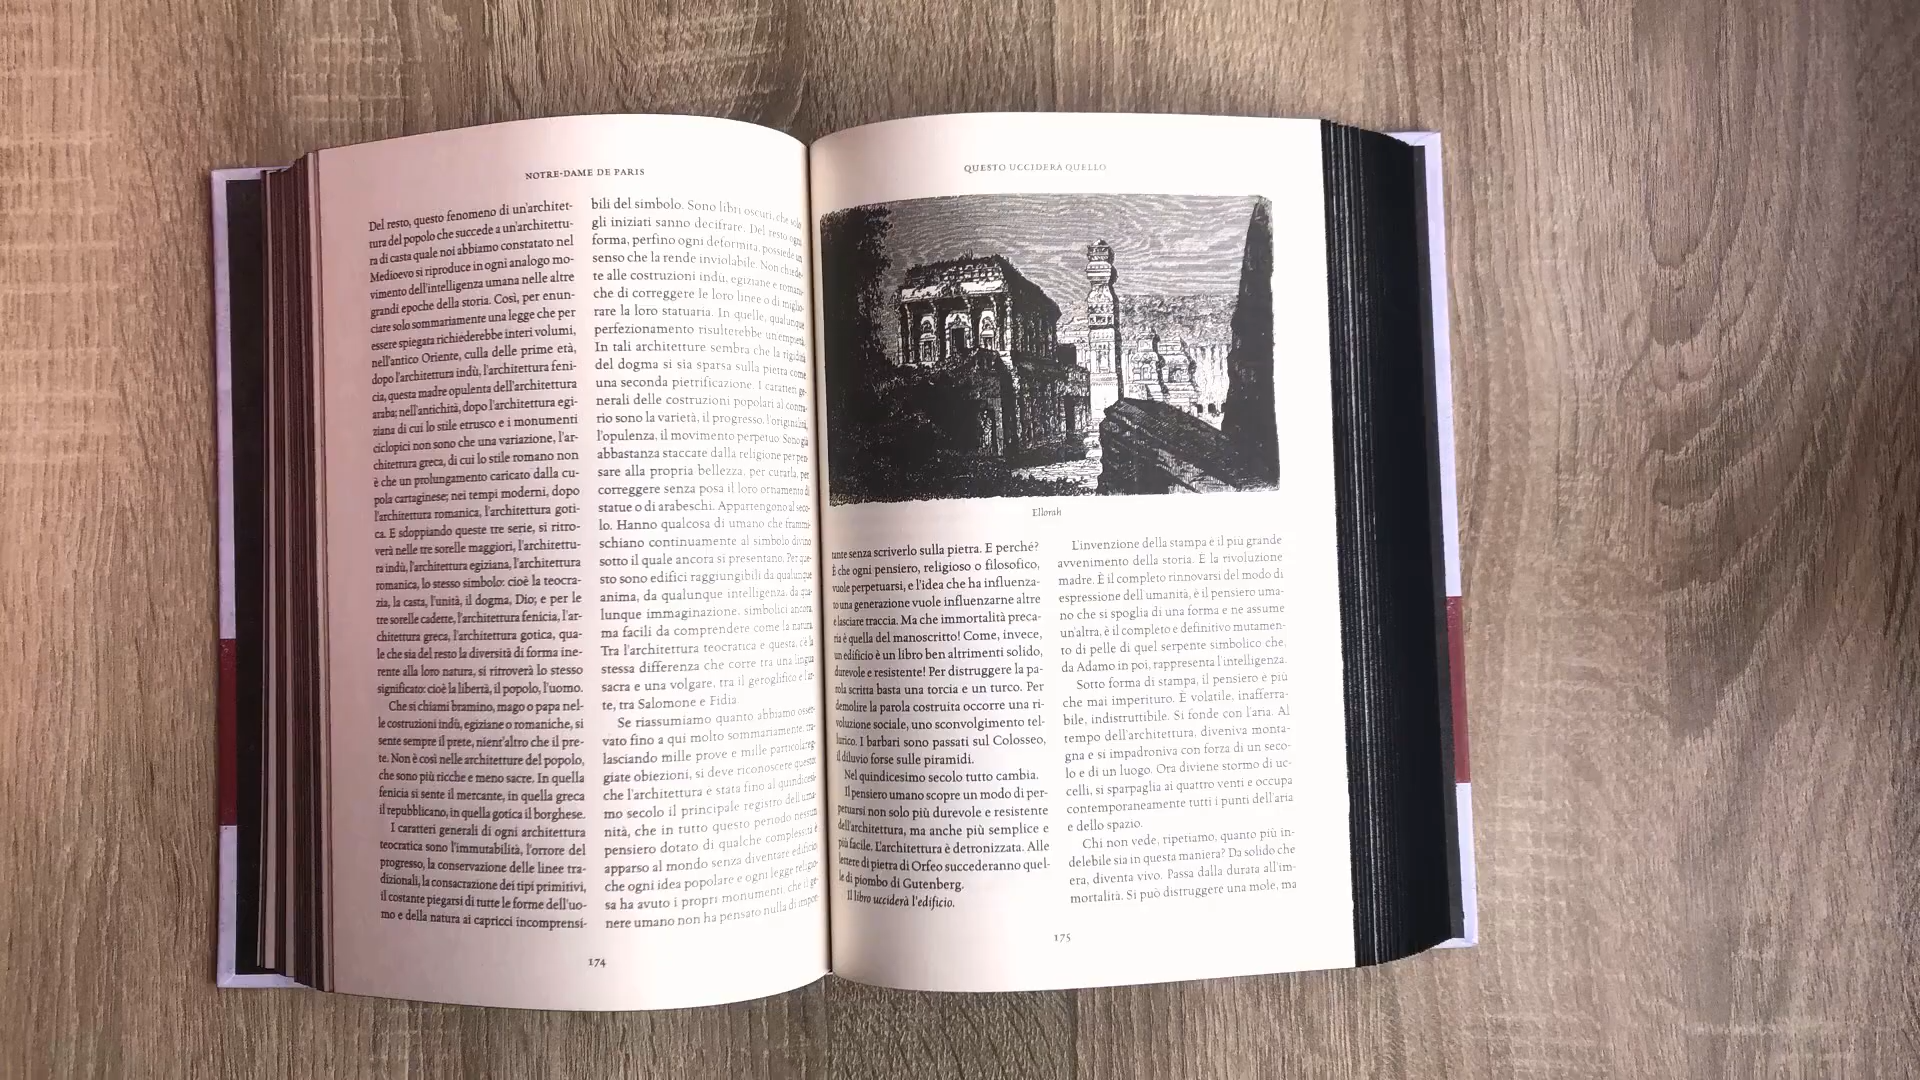 NOTRE-DAME DE PARIS
Del resto, questo fenomeno di un'architet-
tura del popolo che succede a un'architettu-
ra di casta quale noi abbiamo constatato nel
Medioevo si riproduce in ogni analogo mo-
vimento dell'intelligenza umana nelle altre
grandi epoche della storia. Così, per enun-
ciare solo sommariamente una legge che per
essere spiegata richiederebbe interi volumi,
nell'antico Oriente, culla delle prime età,
dopo l'architettura indù, l'architettura feni-
cia, questa madre opulenta dell'architettura
araba; nell'antichità, dopo l'architettura egi-
ziana di cui lo stile etrusco e i monumenti
ciclopici non sono che una variazione, l'ar-
chitettura greca, di cui lo stile romano non
è che un prolungamento caricato dalla cu-
pola cartaginese; nei tempi moderni, dopo
l'architettura romanica, l'architettura goti-
ca. E sdoppiando queste tre serie, si ritro-
verà nelle tre sorelle maggiori, l'architettu-
ra indù, l'architettura egiziana, l'architettura
romanica, lo stesso simbolo: cioè la teocra-
zia, la casta, l'unità, il dogma, Dio; e per le
tre sorelle cadette, l'architettura fenicia, l'ar-
chitettura greca, l'architettura gotica, qua-
le che sia del resto la diversità di forma ine-
rente alla loro natura, si ritroverà lo stesso
significato: cioè la libertà, il popolo, l'uomo.
Che si chiami bramino, mago o papa nel-
le costruzioni indù, egiziane o romaniche, si
sente sempre il prete, nient'altro che il pre-
te. Non è così nelle architetture del popolo,
che sono più ricche e meno sacre. In quella
fenicia si sente il mercante, in quella greca
il repubblicano, in quella gotica il borghese.
I caratteri generali di ogni architettura
teocratica sono l'immutabilità, l'orrore del
progresso, la conservazione delle linee tra-
dizionali, la consacrazione dei tipi primitivi,
il costante piegarsi di tutte le forme dell'uo-
mo e della natura ai capricci incomprensi-
bili del simbolo. Sono libri oscuri, che solo
gli iniziati sanno decifrare. Del resto ogni
forma, perfino ogni deformità, possiede un
senso che la rende inviolabile. Non chiede-
te alle costruzioni indù, egiziane e romani-
che di correggere le loro linee o di miglio-
rare la loro statuaria. In quelle, qualunque
perfezionamento risulterebbe un'empietà.
In tali architetture sembra che la rigidità
del dogma si sia sparsa sulla pietra come
una seconda pietrificazione. I caratteri ge-
nerali delle costruzioni popolari al contra-
rio sono la varietà, il progresso, l'originalità,
l'opulenza, il movimento perpetuo. Sono già
abbastanza staccate dalla religione per pen-
sare alla propria bellezza, per curarla, per
correggere senza posa il loro ornamento di
statue o di arabeschi. Appartengono al seco-
lo. Hanno qualcosa di umano che frammi-
schiano continuamente al simbolo divino
sotto il quale ancora si presentano. Per que-
sto sono edifici raggiungibili da qualunque
anima, da qualunque intelligenza, da qua-
lunque immaginazione, simbolici ancora,
ma facili da comprendere come la natura.
Tra l'architettura teocratica e questa, c'è la
stessa differenza che corre tra una lingua
sacra e una volgare, tra il geroglifico e l'ar-
te, tra Salomone e Fidia.
Se riassumiamo quanto abbiamo osser-
vato fino a qui molto sommariamente, tra-
lasciando mille prove e mille particolareg-
giate obiezioni, si deve riconoscere questo:
che l'architettura è stata fino al quindicesi-
mo secolo il principale registro dell'uma-
nità, che in tutto questo periodo nessun
pensiero dotato di qualche complessità è
apparso al mondo senza diventare edificio
che ogni idea popolare e ogni legge religio-
sa ha avuto i propri monumenti, che il ge-
nere umano non ha pensato nulla di impor-
174
QUESTO UCCIDERÀ QUELLO
Ellorah
tante senza scriverlo sulla pietra. E perché?
È che ogni pensiero, religioso o filosofico,
vuole perpetuarsi, e l'idea che ha influenza-
to una generazione vuole influenzarne altre
e lasciare traccia. Ma che immortalità preca-
ria è quella del manoscritto! Come, invece,
un edificio è un libro ben altrimenti solido,
durevole e resistente! Per distruggere la pa-
rola scritta basta una torcia e un turco. Per
demolire la parola costruita occorre una ri-
voluzione sociale, uno sconvolgimento tel-
lurico. I barbari sono passati sul Colosseo,
il diluvio forse sulle piramidi.
Nel quindicesimo secolo tutto cambia.
Il pensiero umano scopre un modo di per-
petuarsi non solo più durevole e resistente
dell'architettura, ma anche più semplice e
più facile. L'architettura è detronizzata. Alle
lettere di pietra di Orfeo succederanno quel-
le di piombo di Gutenberg.
Il libro ucciderà l'edificio.
L'invenzione della stampa è il più grande
avvenimento della storia. È la rivoluzione
madre. È il completo rinnovarsi del modo di
espressione dell'umanità, è il pensiero uma-
no che si spoglia di una forma e ne assume
un'altra, è il completo e definitivo mutamen-
to di pelle di quel serpente simbolico che,
da Adamo in poi, rappresenta l'intelligenza.
Sotto forma di stampa, il pensiero è più
che mai imperituro. È volatile, inafferra-
bile, indistruttibile. Si fonde con l'aria. Al
tempo dell'architettura, diveniva monta-
gna e si impadroniva con forza di un seco-
lo e di un luogo. Ora diviene stormo di uc-
celli, si sparpaglia ai quattro venti e occupa
contemporaneamente tutti i punti dell'aria
e dello spazio.
Chi non vede, ripetiamo, quanto più in-
delebile sia in questa maniera? Da solido che
era, diventa vivo. Passa dalla durata all'im-
mortalità. Si può distruggere una mole, ma
175